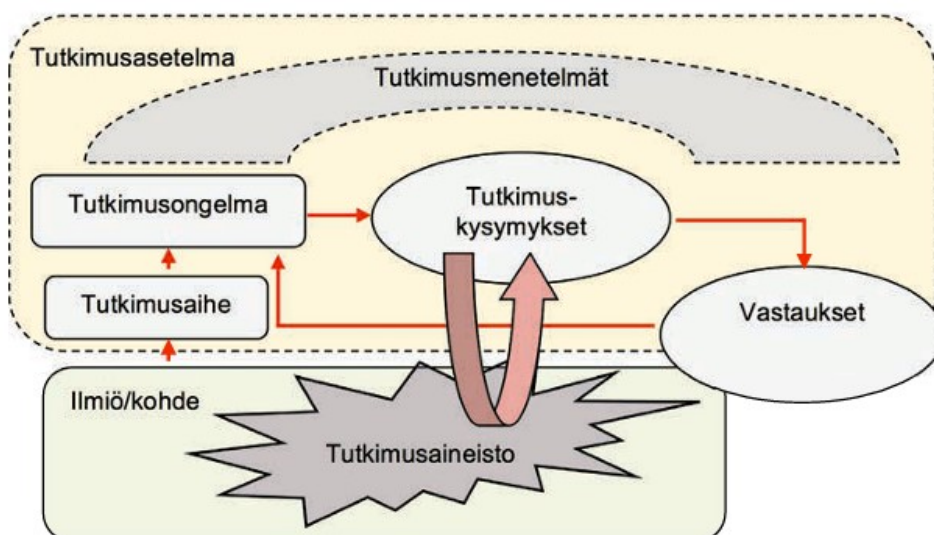 Tutkimusasetelma
Tutkimusmenetelmät
Tutkimusongelma
Tutkimus-
kysymykset
Tutkimusaihe
Vastaukset
Ilmiö/kohde
Tutkimusaineisto